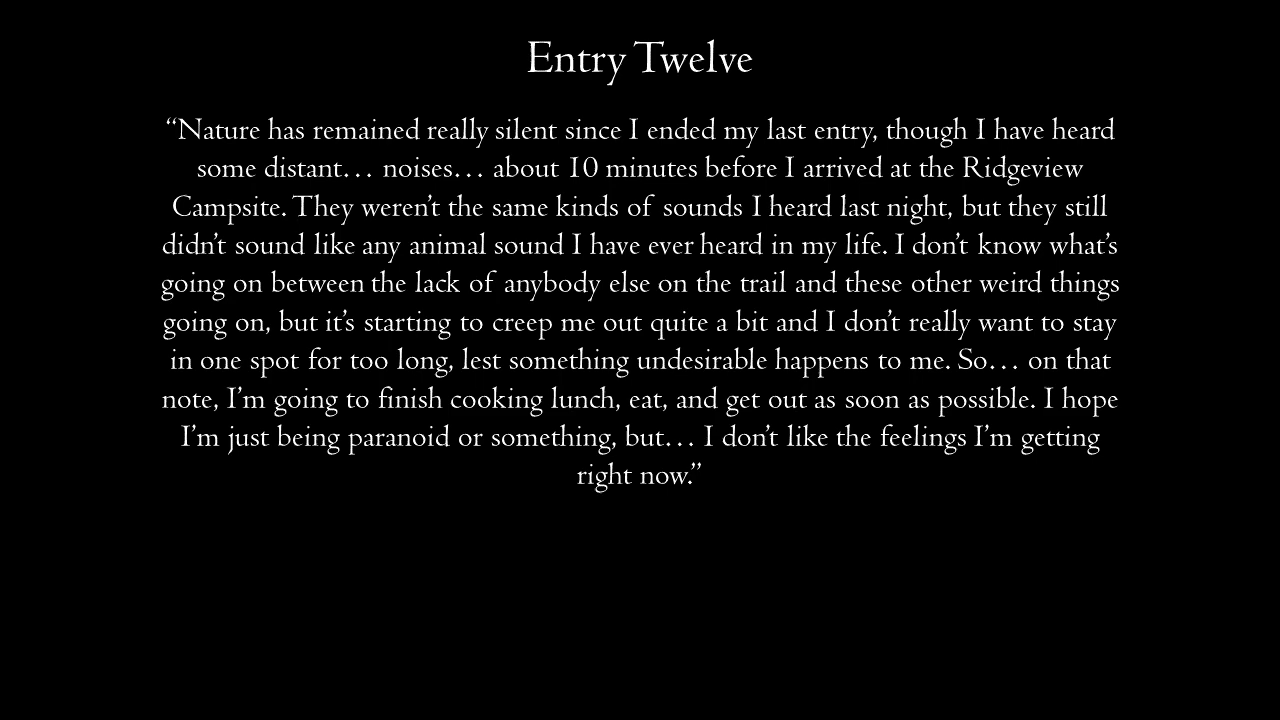 Entry Twelve
“Nature has remained really silent since I ended my last entry, though I have heard
some distant… noises… about 10 minutes before I arrived at the Ridgeview
Campsite. They weren’t the same kinds of sounds I heard last night, but they still
didn’t sound like any animal sound I have ever heard in my life. I don’t know what’s
going on between the lack of anybody else on the trail and these other weird things
going on, but it’s starting to creep me out quite a bit and I don’t really want to stay
in one spot for too long, lest something undesirable happens to me. So… on that
note, I’m going to finish cooking lunch, eat, and get out as soon as possible. I hope
I’m just being paranoid or something, but… I don’t like the feelings I’m getting
right now.”